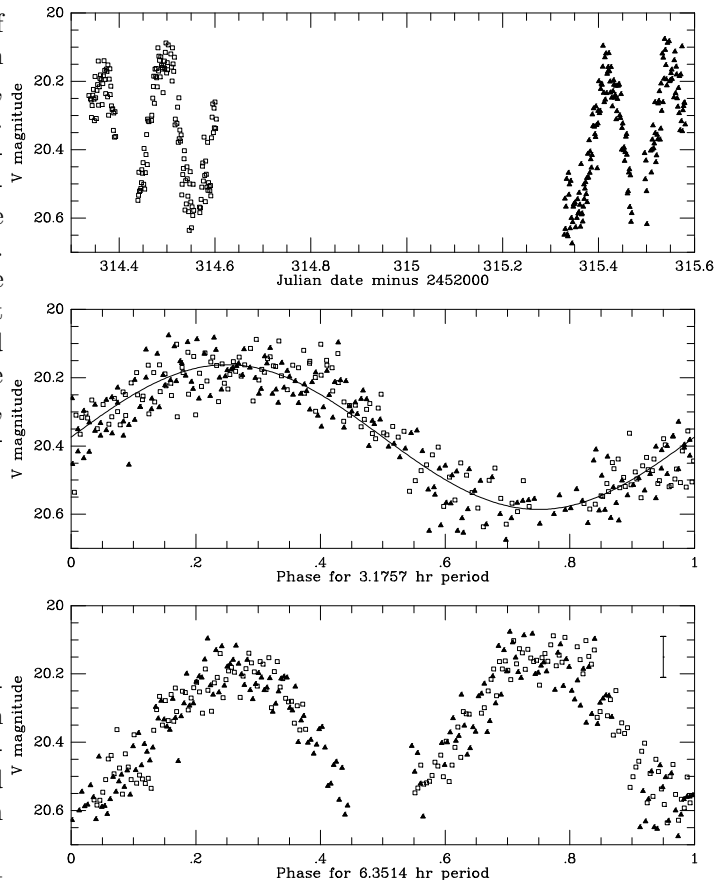 20
20.2
20.4
20.6
V magnitude
314.4 314.6 314.8 315 315.2 315.4 315.6
Julian date minus 2452000
20
20.2
20.4
20.6
V magnitude
0 .2 .4 .6 .8 1
Phase for 3.1757 hr period
20
20.2
20.4
20.6
V magnitude
0 .2 .4 .6 .8 1
Phase for 6.3514 hr period